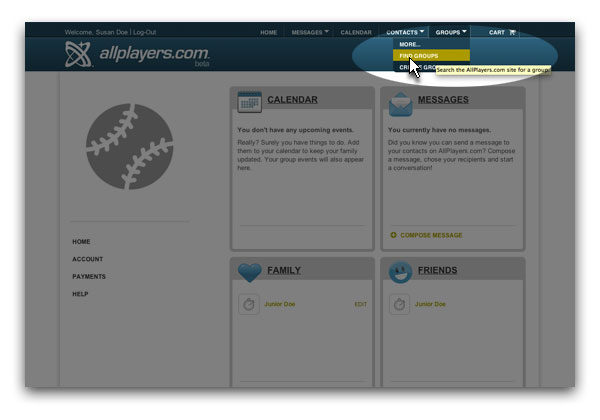 Welcome, Susan Doe | Log-Out
HOME MESSAGES CALENDAR CONTACTS GROUPS CART
allplayers.com
beta
MORE...
FIND GROUPS
Search the AllPlayers.com site for a group.
CALENDAR
You don't have any upcoming events.
Really? Surely you have things to do. Add
them to your calendar to keep your family
updated. Your group events will also appear
here.
MESSAGES
You currently have no messages.
Did you know you can send a message to
your contacts on AllPlayers.com? Compose
a message, chose your recipients and start
a conversation!
COMPOSE MESSAGE
HOME
ACCOUNT
PAYMENTS
HELP
FAMILY
Junior Doe EDIT
FRIENDS
Junior Doe